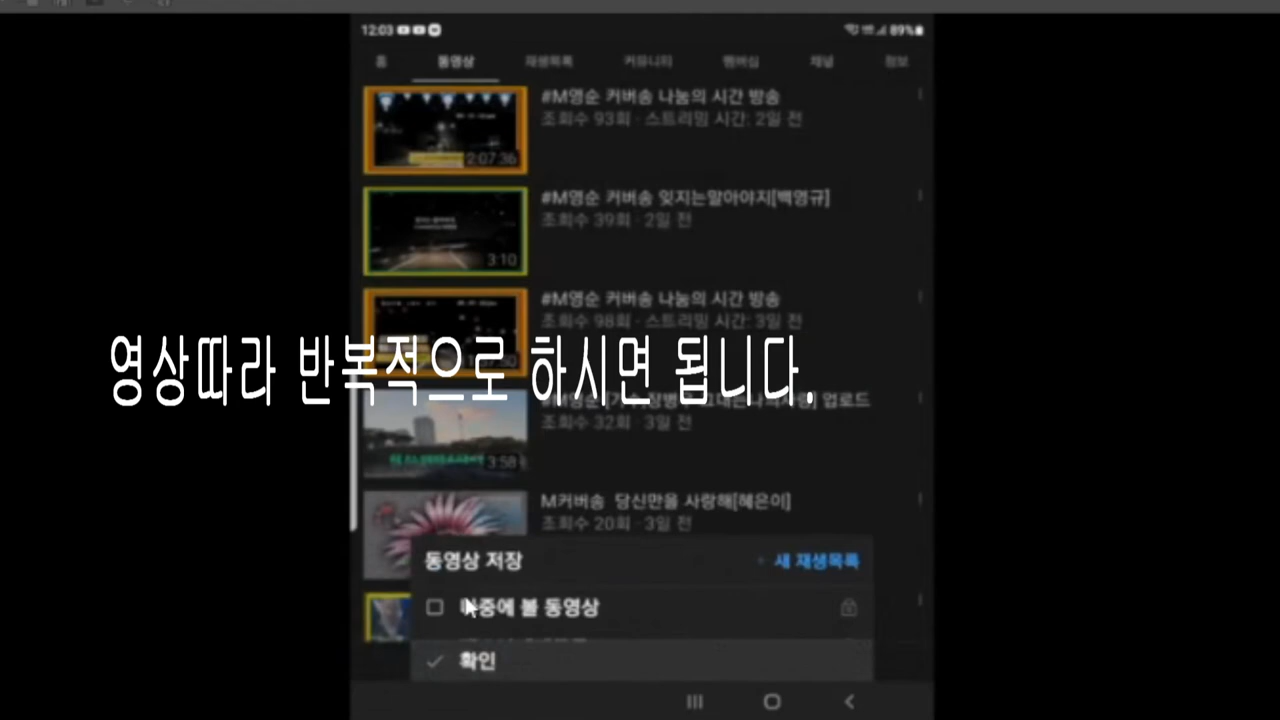 12:03
89%
홈 동영상 재생목록 커뮤니티 멤버십 채널 정보
#M영순 커버송 나눔의 시간 방송
조회수 93회 · 스트리밍 시간: 2일 전
2:07:36
#M영순 커버송 잊지는말아야지[백영규]
조회수 39회 · 2일 전
3:10
#M영순 커버송 나눔의 시간 방송
조회수 98회 · 스트리밍 시간: 3일 전
영상따라 반복적으로 하시면 됩니다.
업로드
조회수 32회 · 3일 전
3:58
M커버송 당신만을 사랑해[혜은이]
조회수 20회 · 3일 전
동영상 저장 + 새 재생목록
나중에 볼 동영상
확인